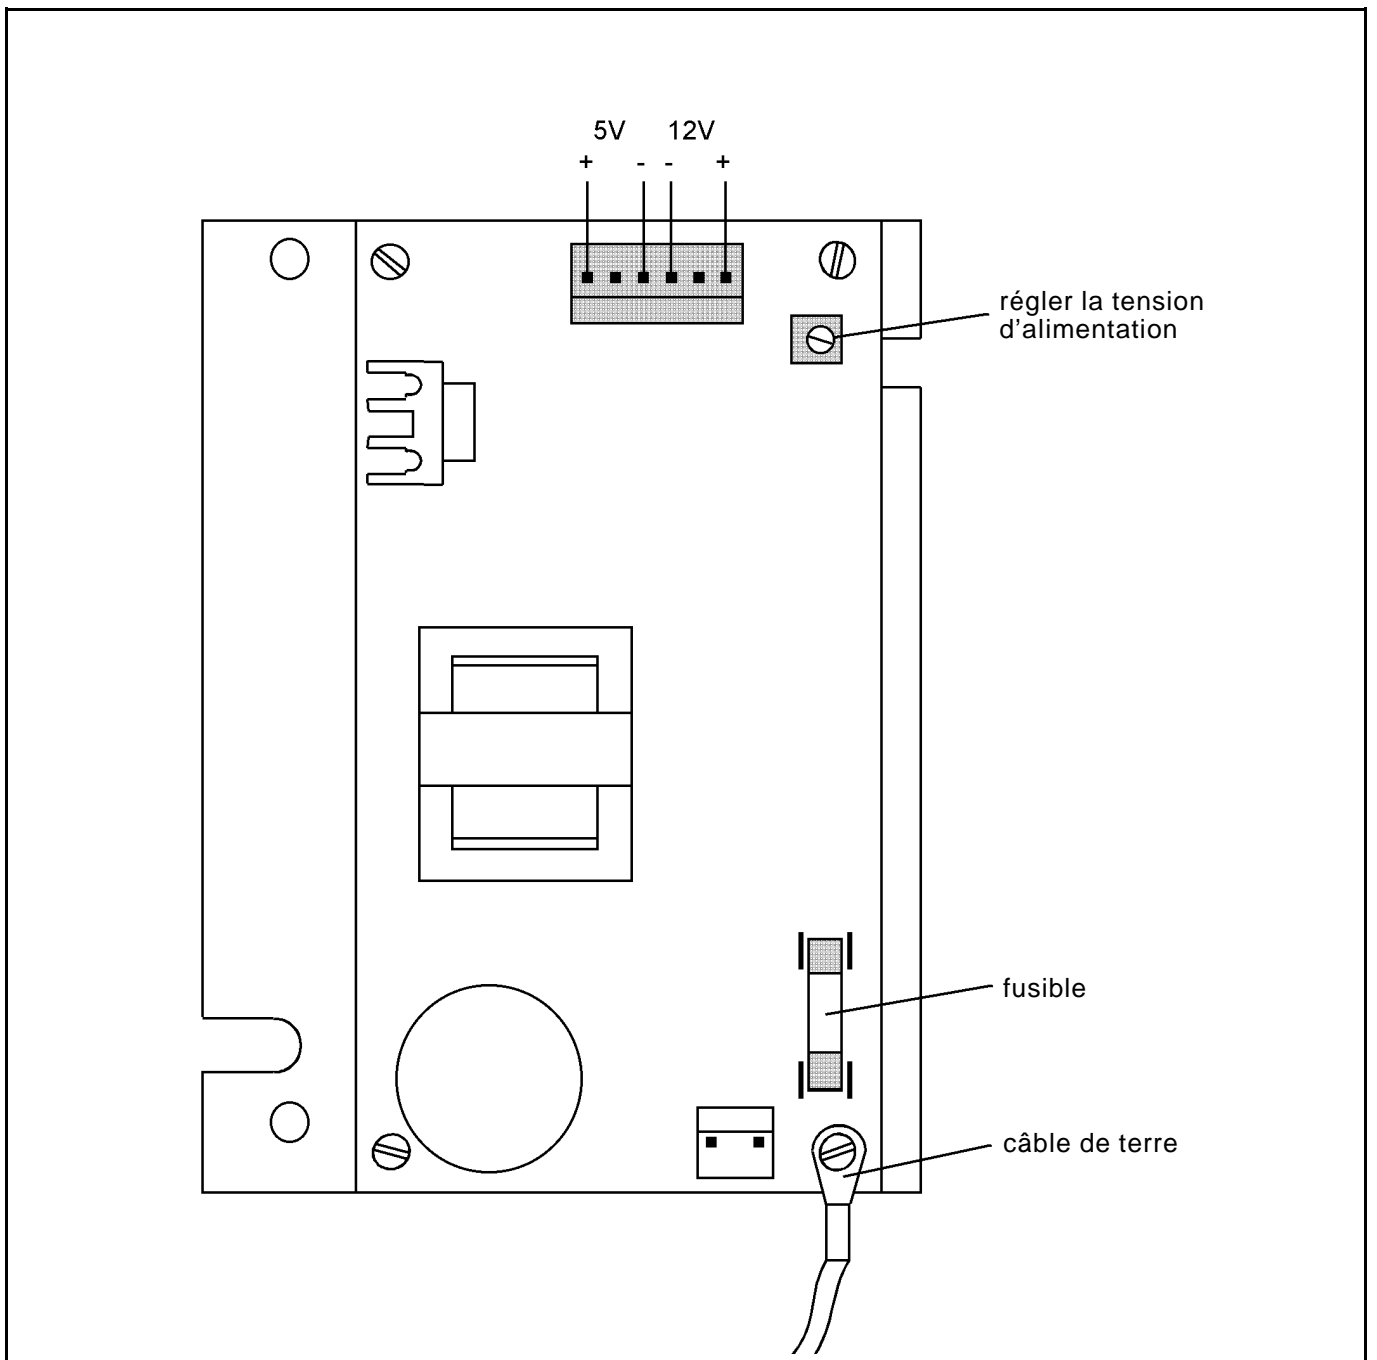 5V 12V
+ - - +
régler la tension
d'alimentation
fusible
câble de terre